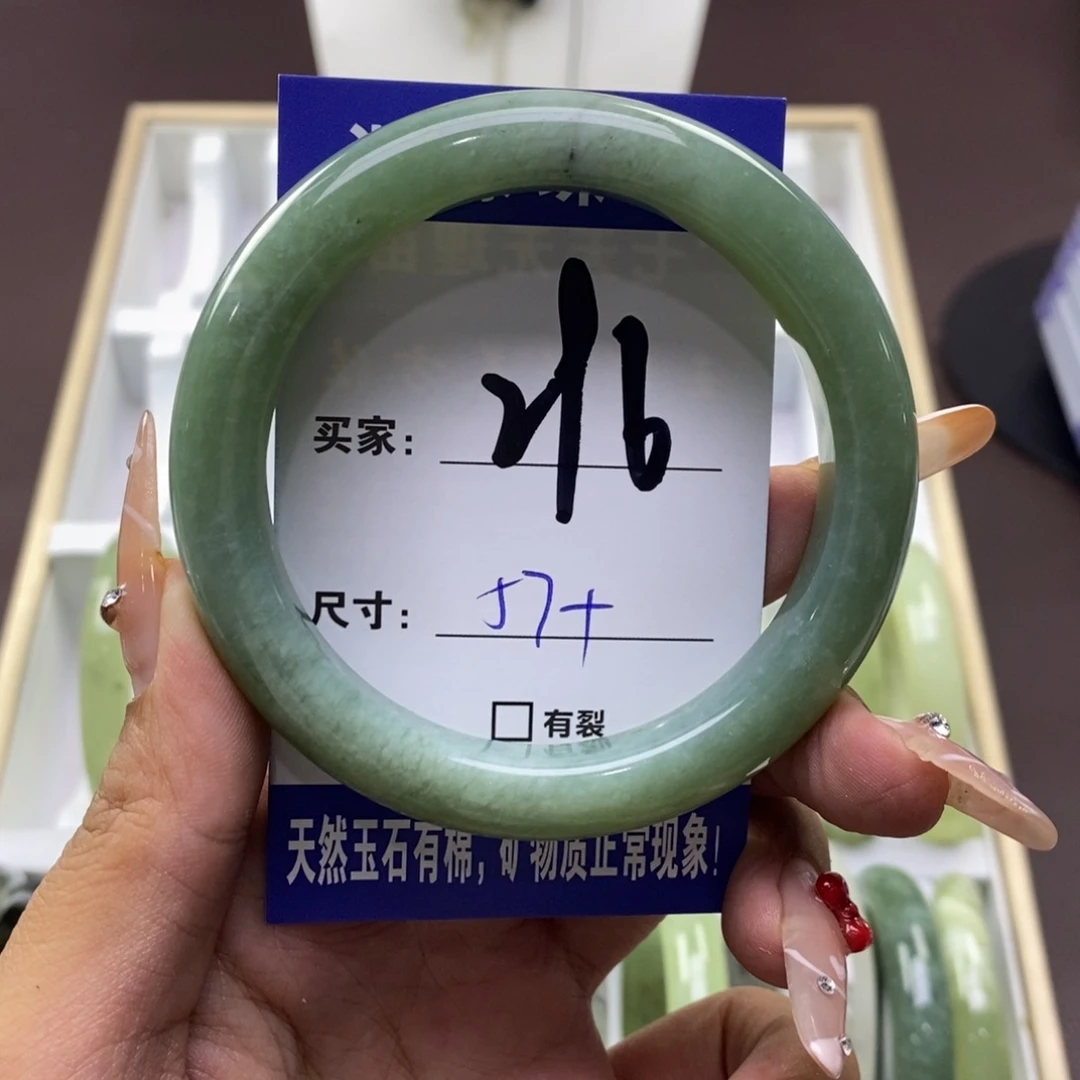 买家:
尺寸: 57+
□ 有裂
天然玉石有棉,矿物质正常现象!